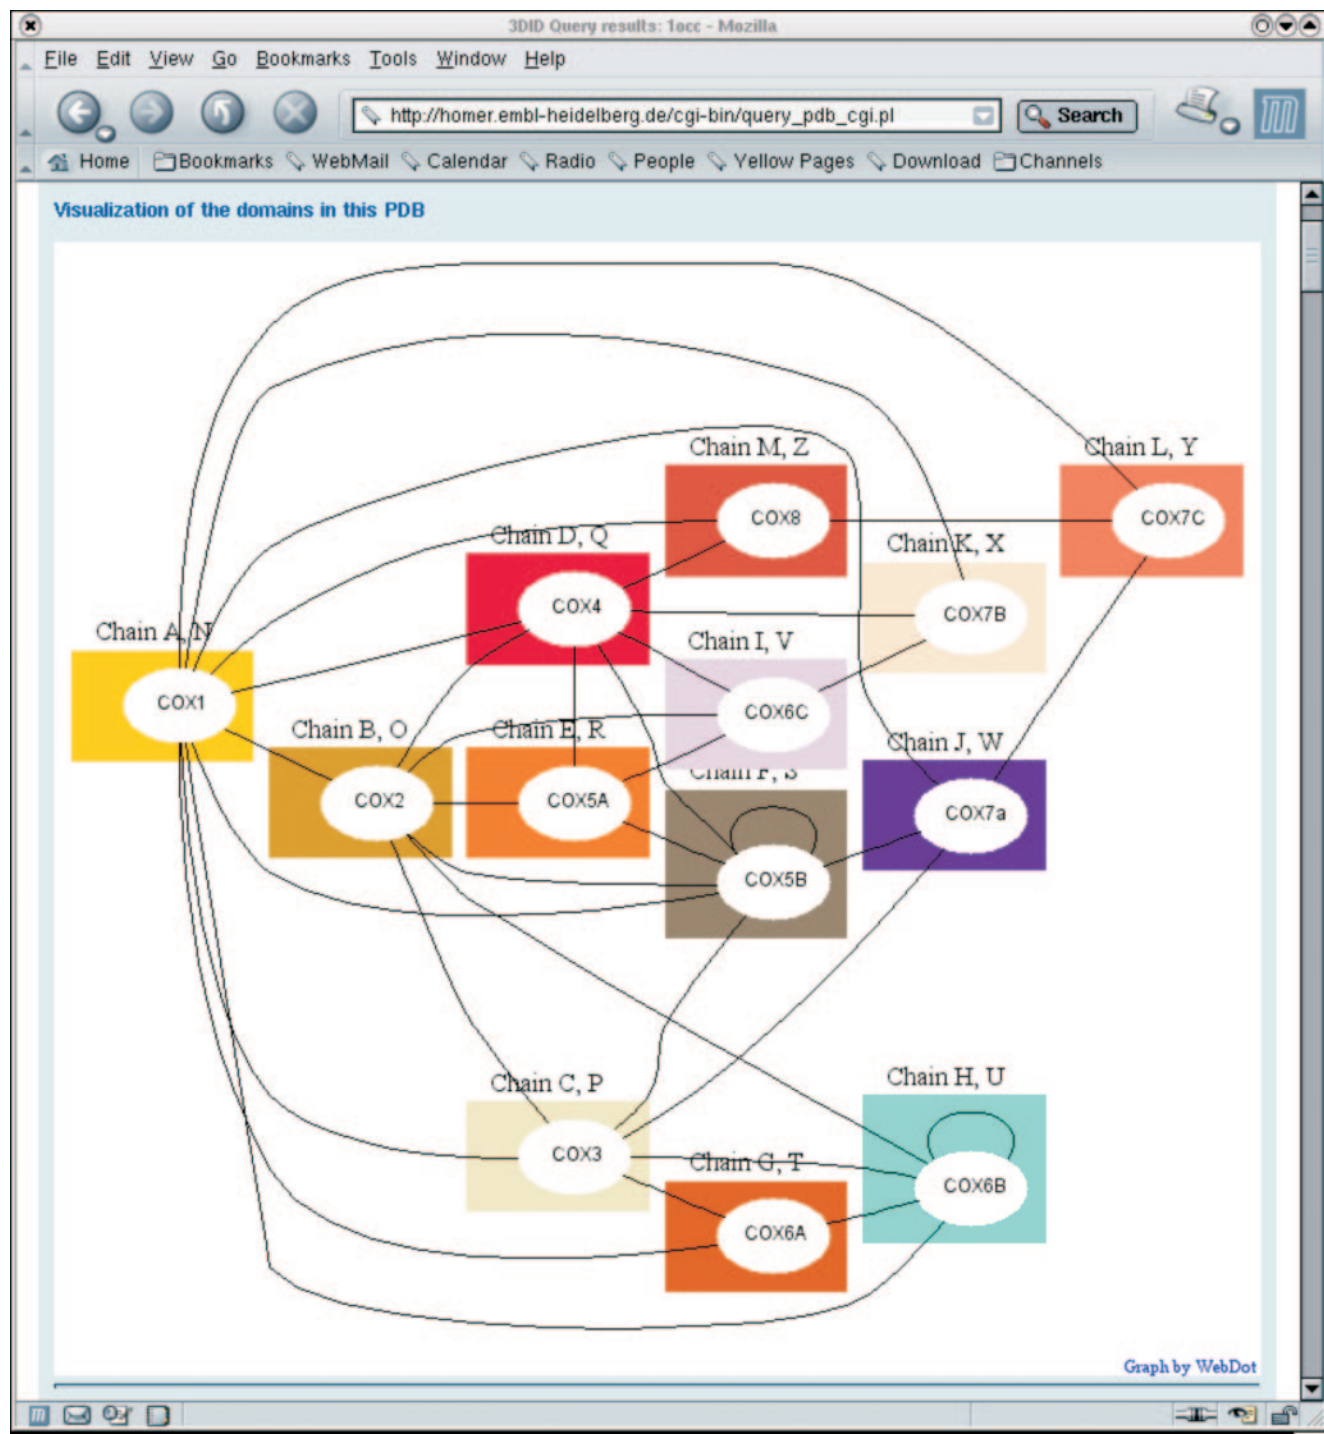 3DID Query results: 1occ - Mozilla
File Edit View Go Bookmarks Tools Window Help
http://homer.embl-heidelberg.de/cgi-bin/query_pdb_cgi.pl Search
Home Bookmarks WebMail Calendar Radio People Yellow Pages Download Channels
Visualization of the domains in this PDB
Chain M, Z
Chain L, Y
COX8
COX7C
Chain D, Q
Chain K, X
COX4
COX7B
Chain A, N
Chain I, V
COX1
COX6C
Chain B, O
Chain E, R
Chain J, W
Chain F, S
COX2
COX5A
COX7a
COX5B
Chain C, P
Chain H, U
COX3
Chain G, T
COX6B
COX6A
Graph by WebDot